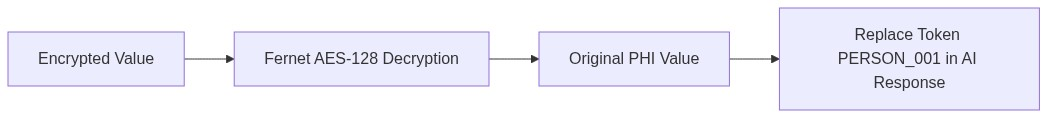 Encrypted Value
Fernet AES-128 Decryption
Original PHI Value
Replace Token
PERSON_001 in AI
Response